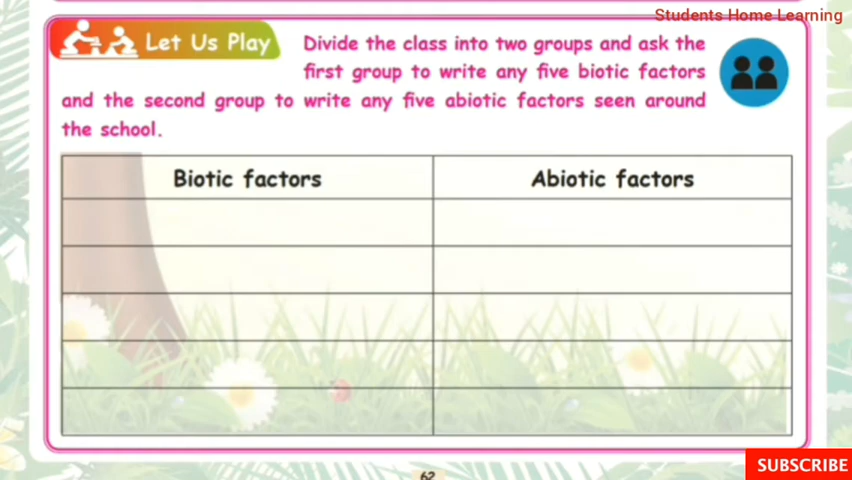 Students Home Learning
Let Us Play
Divide the class into two groups and ask the
first group to write any five biotic factors
and the second group to write any five abiotic factors seen around
the school.
Biotic factors
Abiotic factors
62
SUBSCRIBE